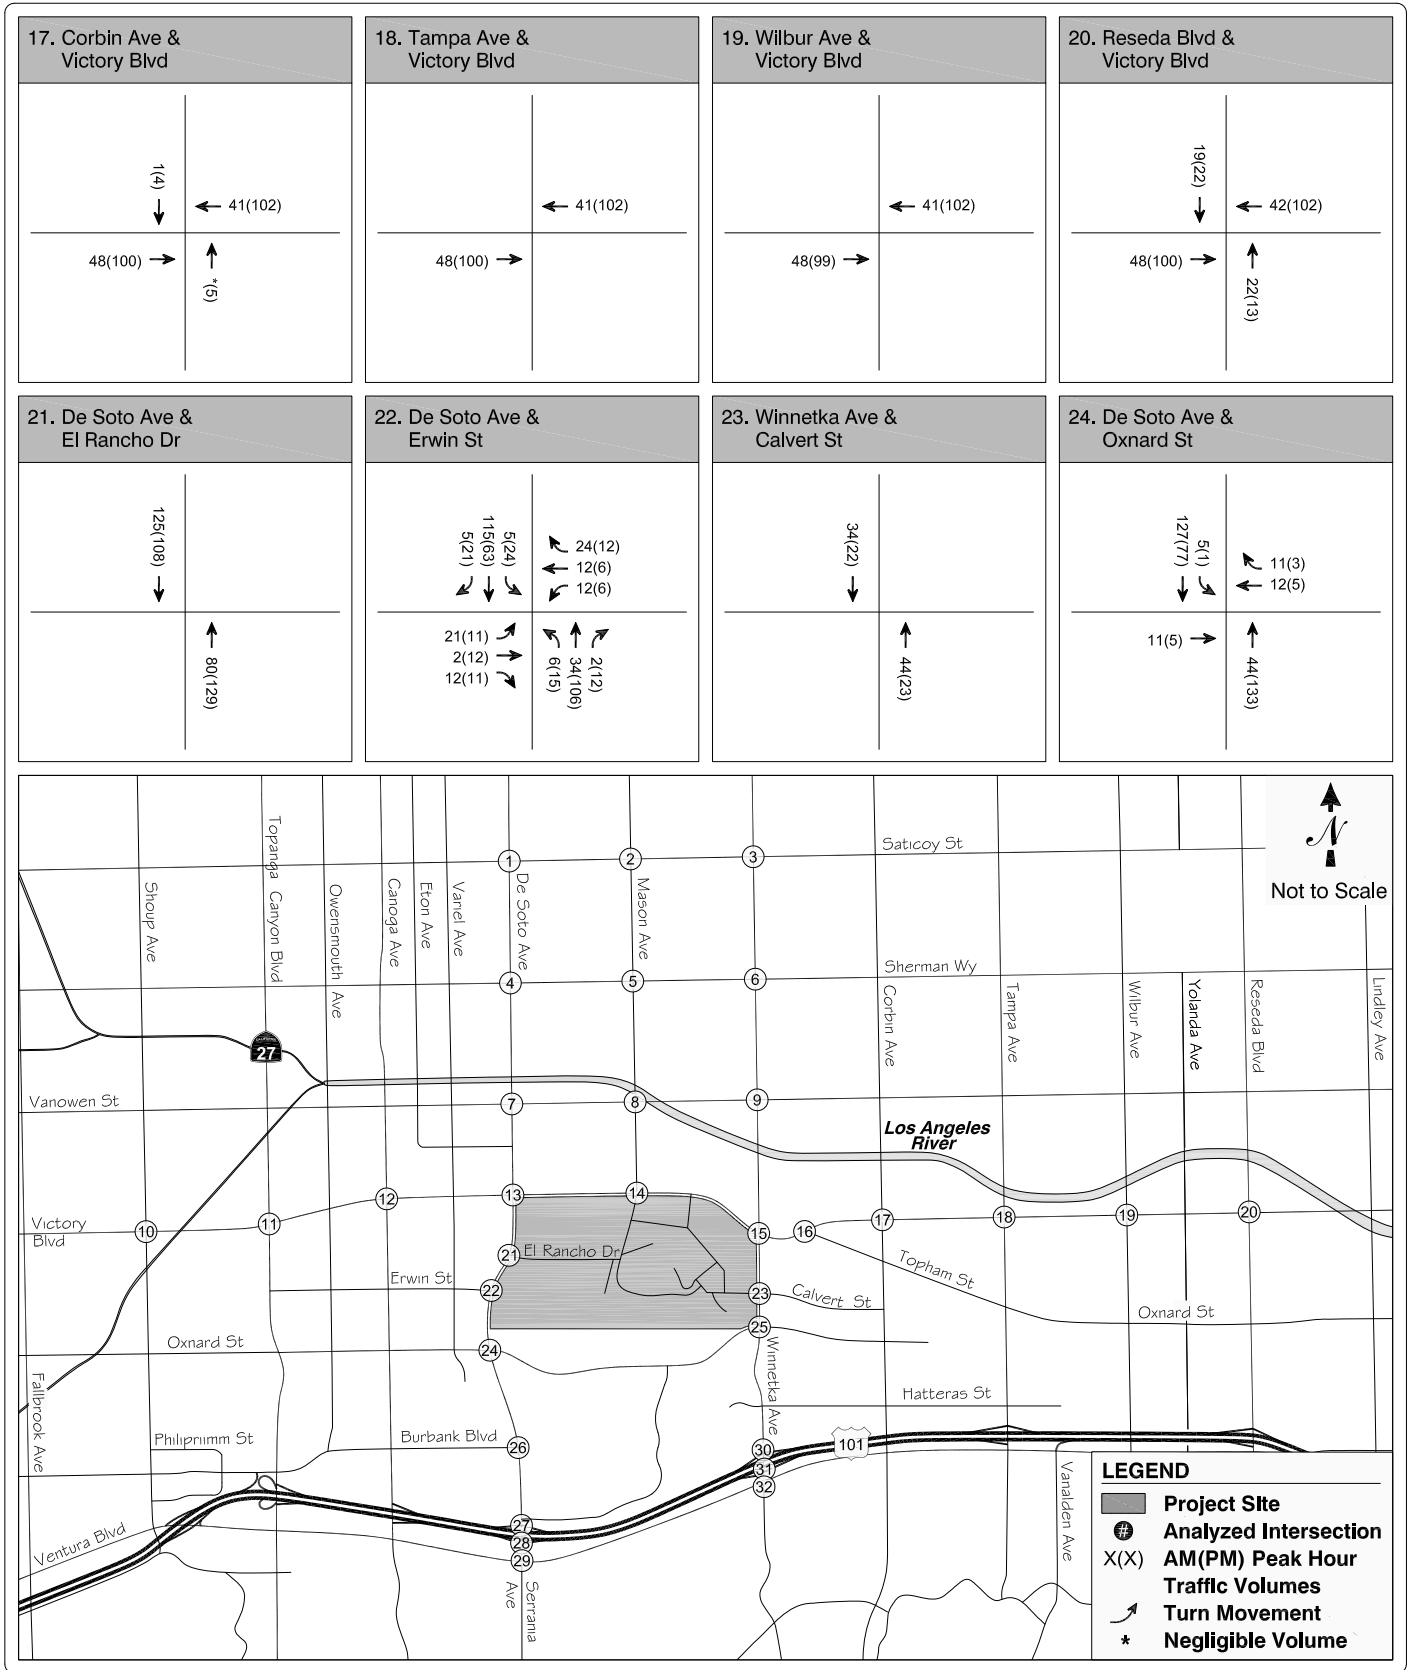 17. Corbin Ave &
Victory Blvd
18. Tampa Ave &
Victory Blvd
19. Wilbur Ave &
Victory Blvd
20. Reseda Blvd &
Victory Blvd
1(4)
41(102)
48(100)
*(5)
41(102)
48(100)
41(102)
48(99)
19(22)
42(102)
48(100)
22(13)
21. De Soto Ave &
El Rancho Dr
22. De Soto Ave &
Erwin St
23. Winnetka Ave &
Calvert St
24. De Soto Ave &
Oxnard St
125(108)
80(129)
5(21)
115(63)
5(24)
24(12)
12(6)
12(6)
21(11)
2(12)
12(11)
6(15)
34(106)
2(12)
34(22)
44(23)
127(77)
5(1)
11(3)
12(5)
11(5)
44(133)
N
Not to Scale
Saticoy St
1
2
3
Shoup Ave
Topanga Canyon Blvd
Owensmouth Ave
Canoga Ave
Eton Ave
Variel Ave
De Soto Ave
Mason Ave
Sherman Wy
4
5
6
Corbin Ave
Tampa Ave
Wilbur Ave
Yolanda Ave
Reseda Blvd
Lindley Ave
27
Vanowen St
7
8
9
Los Angeles
River
Victory
Blvd
10
11
12
13
14
15
16
17
18
19
20
21
El Rancho Dr
Topham St
Erwin St
22
23
Calvert St
Oxnard St
25
Oxnard St
24
Winnetka Ave
Fallbrook Ave
Hatteras St
Philiprimm St
Burbank Blvd
26
30
101
31
32
Vanalden Ave
Ventura Blvd
27
28
29
Serrania
Ave
LEGEND
Project Site
# Analyzed Intersection
X(X) AM(PM) Peak Hour
Traffic Volumes
Turn Movement
* Negligible Volume